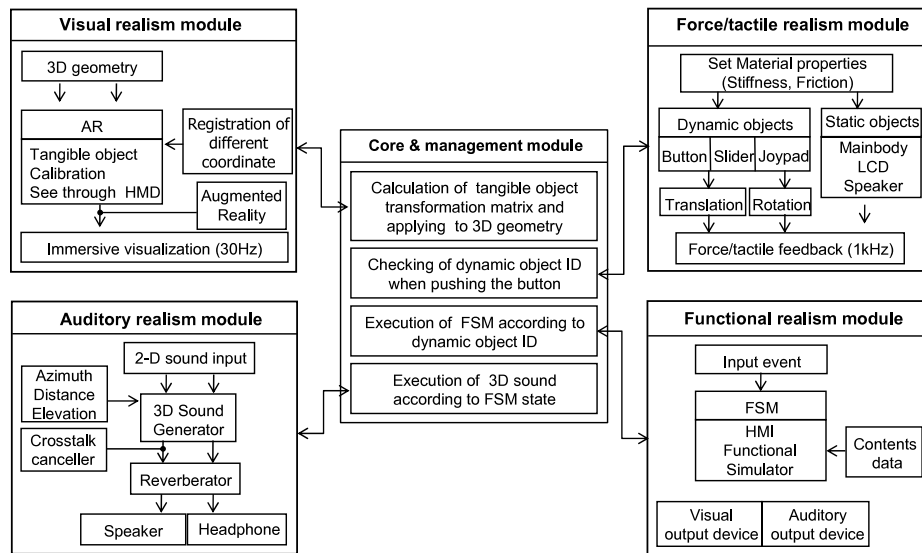 Visual realism module
3D geometry
AR
Tangible object
Calibration
See through HMD
Registration of
different
coordinate
Augmented
Reality
Immersive visualization (30Hz)
Auditory realism module
2-D sound input
Azimuth
Distance
Elevation
3D Sound
Generator
Crosstalk
canceller
Reverberator
Speaker
Headphone
Core & management module
Calculation of tangible object
transformation matrix and
applying to 3D geometry
Checking of dynamic object ID
when pushing the button
Execution of FSM according to
dynamic object ID
Execution of 3D sound
according to FSM state
Force/tactile realism module
Set Material properties
(Stiffness, Friction)
Dynamic objects
Button
Slider
Joypad
Translation
Rotation
Static objects
Mainbody
LCD
Speaker
Force/tactile feedback (1kHz)
Functional realism module
Input event
FSM
HMI
Functional
Simulator
Contents
data
Visual
output device
Auditory
output device